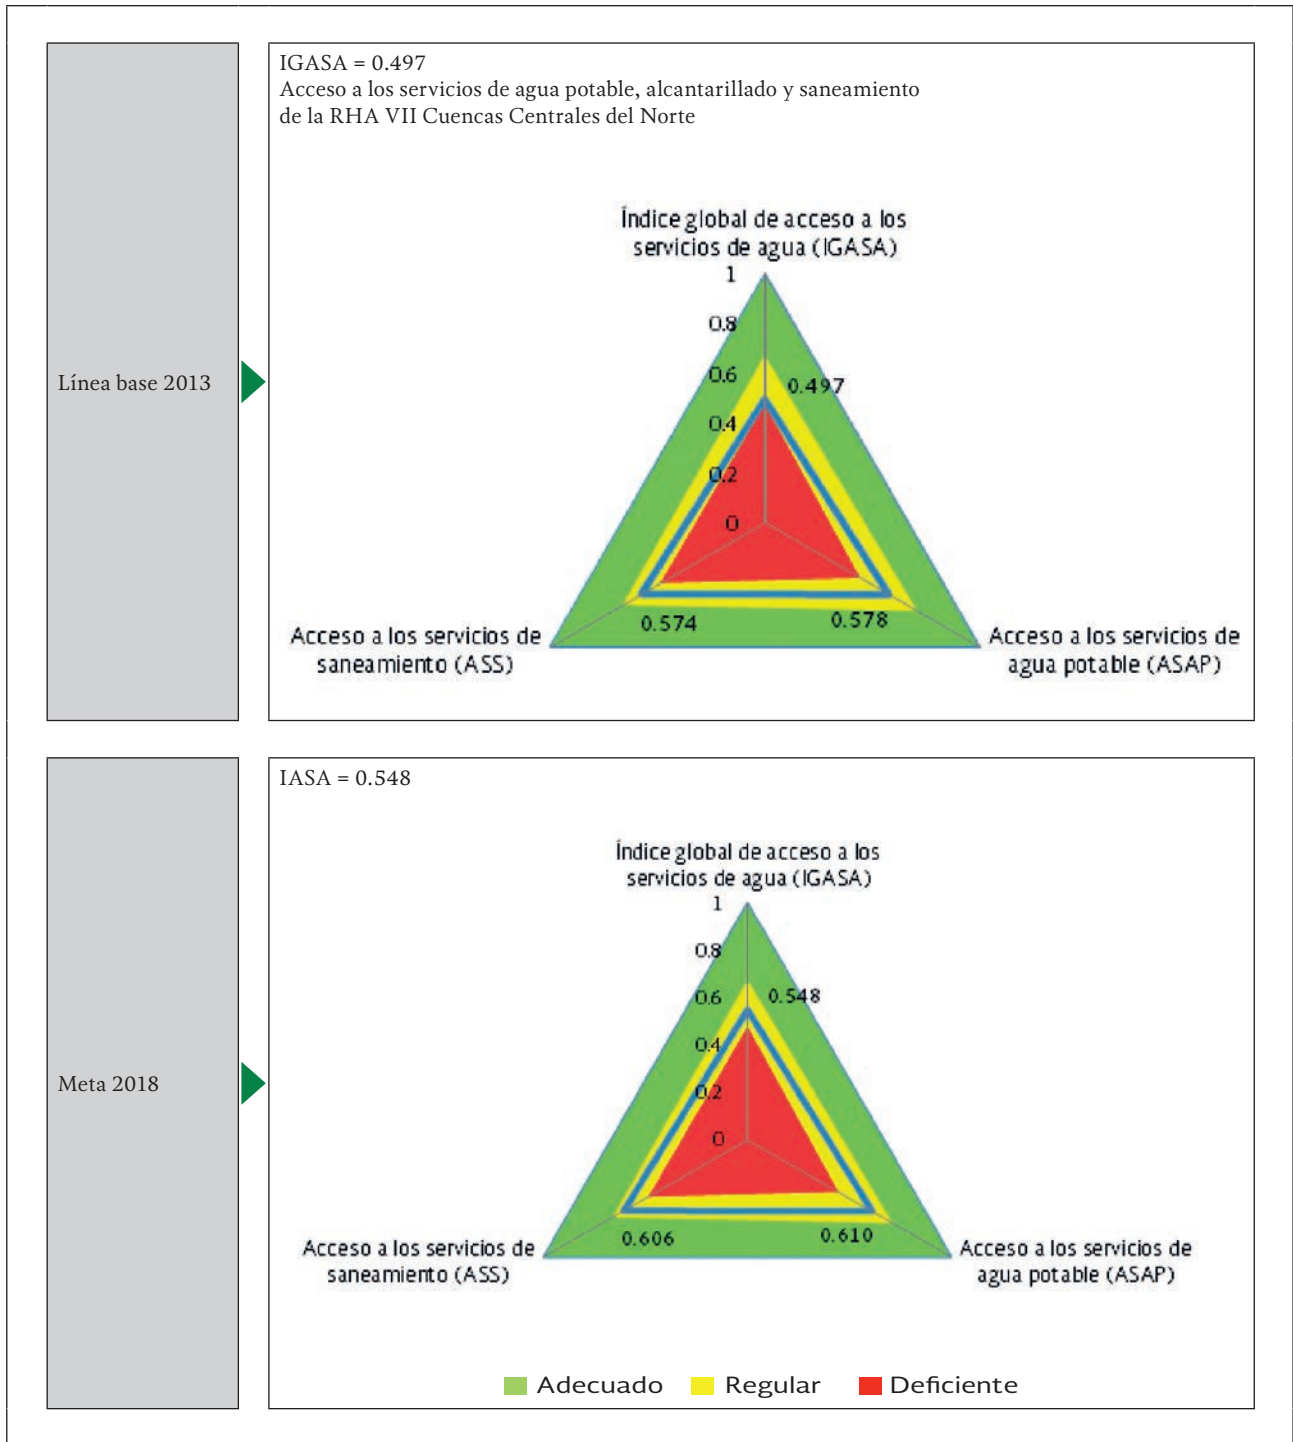 IGASA = 0.497
Acceso a los servicios de agua potable, alcantarillado y saneamiento
de la RHA VII Cuencas Centrales del Norte
Línea base 2013
Índice global de acceso a los
servicios de agua (IGASA)
1
0.8
0.6
0.497
0.4
0.2
0
0.574
0.578
Acceso a los servicios de
saneamiento (ASS)
Acceso a los servicios de
agua potable (ASAP)
IASA = 0.548
Meta 2018
Índice global de acceso a los
servicios de agua (IGASA)
1
0.8
0.6
0.548
0.4
0.2
0
0.606
0.610
Acceso a los servicios de
saneamiento (ASS)
Acceso a los servicios de
agua potable (ASAP)
Adecuado
Regular
Deficiente